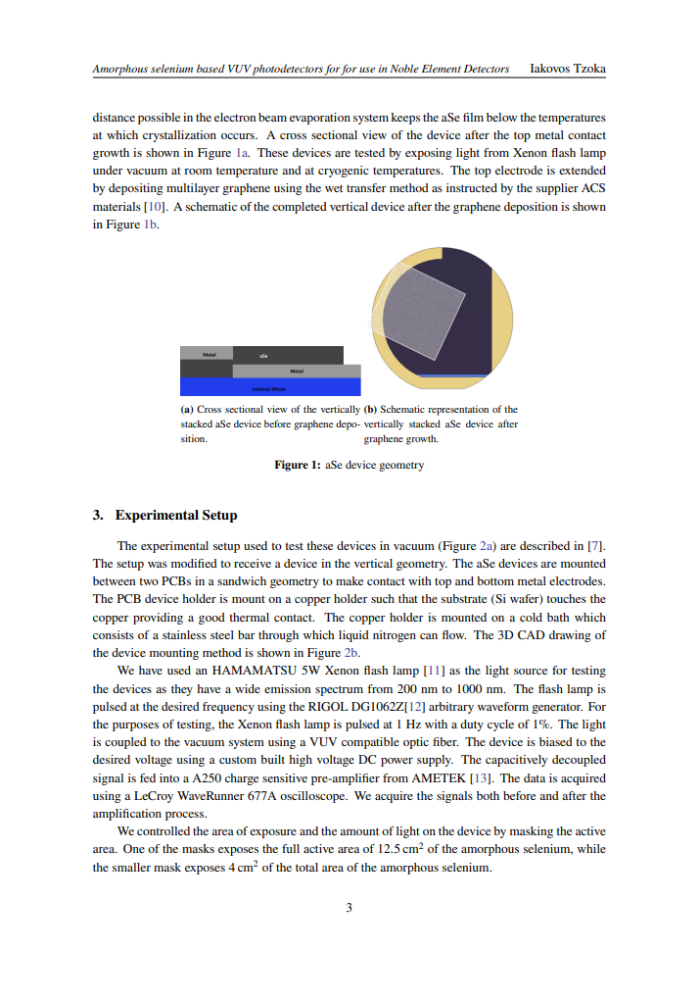 Amorphous selenium based VUV photodetectors for for use in Noble Element Detectors Iakovos Tzoka
distance possible in the electron beam evaporation system keeps the aSe film below the temperatures
at which crystallization occurs. A cross sectional view of the device after the top metal contact
growth is shown in Figure 1a. These devices are tested by exposing light from Xenon flash lamp
under vacuum at room temperature and at cryogenic temperatures. The top electrode is extended
by depositing multilayer graphene using the wet transfer method as instructed by the supplier ACS
materials [10]. A schematic of the completed vertical device after the graphene deposition is shown
in Figure 1b.
Metal aSe
Metal
Intrinsic Silicon
(a) Cross sectional view of the vertically
stacked aSe device before graphene depo-
sition.
(b) Schematic representation of the
vertically stacked aSe device after
graphene growth.
Figure 1: aSe device geometry
3. Experimental Setup
The experimental setup used to test these devices in vacuum (Figure 2a) are described in [7].
The setup was modified to receive a device in the vertical geometry. The aSe devices are mounted
between two PCBs in a sandwich geometry to make contact with top and bottom metal electrodes.
The PCB device holder is mount on a copper holder such that the substrate (Si wafer) touches the
copper providing a good thermal contact. The copper holder is mounted on a cold bath which
consists of a stainless steel bar through which liquid nitrogen can flow. The 3D CAD drawing of
the device mounting method is shown in Figure 2b.
We have used an HAMAMATSU 5W Xenon flash lamp [11] as the light source for testing
the devices as they have a wide emission spectrum from 200 nm to 1000 nm. The flash lamp is
pulsed at the desired frequency using the RIGOL DG1062Z[12] arbitrary waveform generator. For
the purposes of testing, the Xenon flash lamp is pulsed at 1 Hz with a duty cycle of 1%. The light
is coupled to the vacuum system using a VUV compatible optic fiber. The device is biased to the
desired voltage using a custom built high voltage DC power supply. The capacitively decoupled
signal is fed into a A250 charge sensitive pre-amplifier from AMETEK [13]. The data is acquired
using a LeCroy WaveRunner 677A oscilloscope. We acquire the signals both before and after the
amplification process.
We controlled the area of exposure and the amount of light on the device by masking the active
area. One of the masks exposes the full active area of 12.5 cm² of the amorphous selenium, while
the smaller mask exposes 4 cm² of the total area of the amorphous selenium.
3